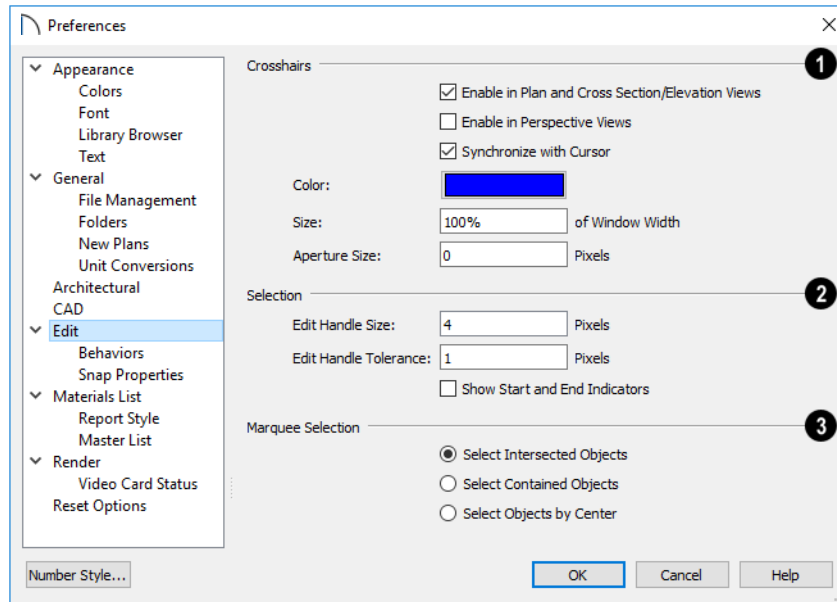 Preferences
Appearance
Colors
Font
Library Browser
Text
General
File Management
Folders
New Plans
Unit Conversions
Architectural
CAD
Edit
Behaviors
Snap Properties
Materials List
Report Style
Master List
Render
Video Card Status
Reset Options
Crosshairs 1
Enable in Plan and Cross Section/Elevation Views
Enable in Perspective Views
Synchronize with Cursor
Color:
Size: 100% of Window Width
Aperture Size: 0 Pixels
Selection 2
Edit Handle Size: 4 Pixels
Edit Handle Tolerance: 1 Pixels
Show Start and End Indicators
Marquee Selection 3
Select Intersected Objects
Select Contained Objects
Select Objects by Center
Number Style... OK Cancel Help